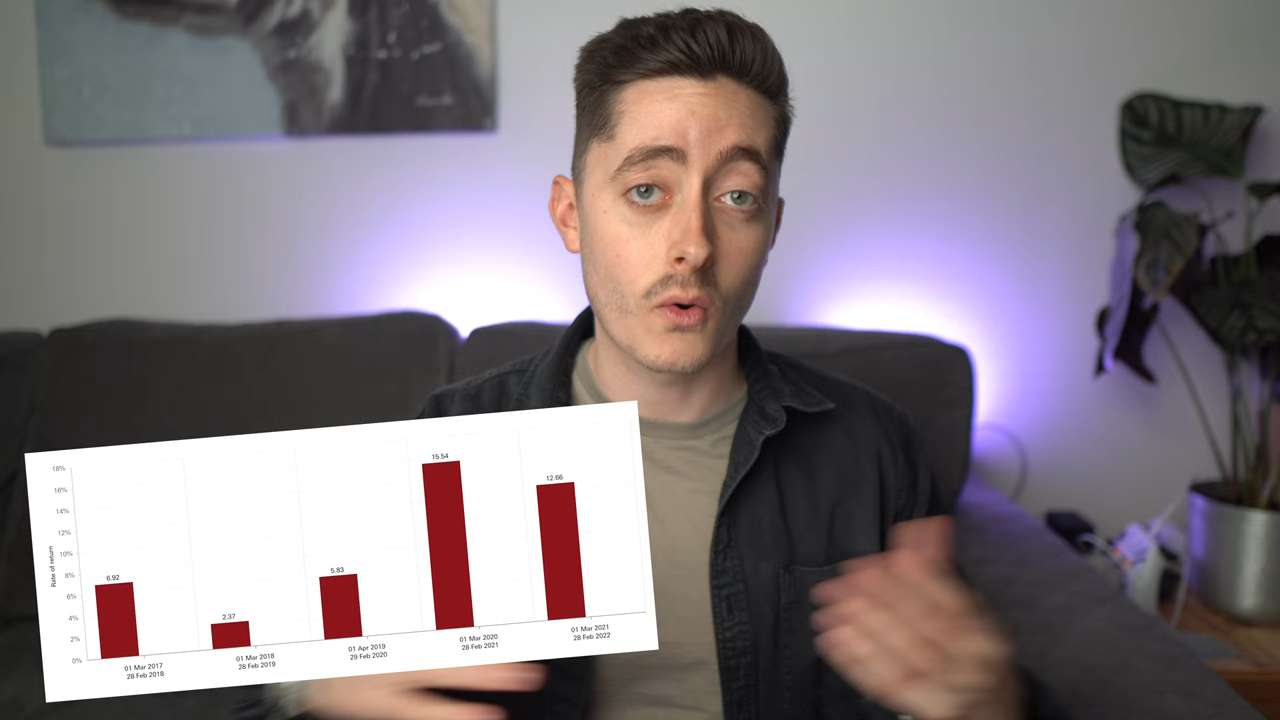 18%
16%
14%
12%
10%
8%
6%
4%
2%
0%
Rate of return
6.92
2.37
5.83
15.54
12.66
01 Mar 2017
28 Feb 2018
01 Mar 2018
28 Feb 2019
01 Apr 2019
29 Feb 2020
01 Mar 2020
28 Feb 2021
01 Mar 2021
28 Feb 2022